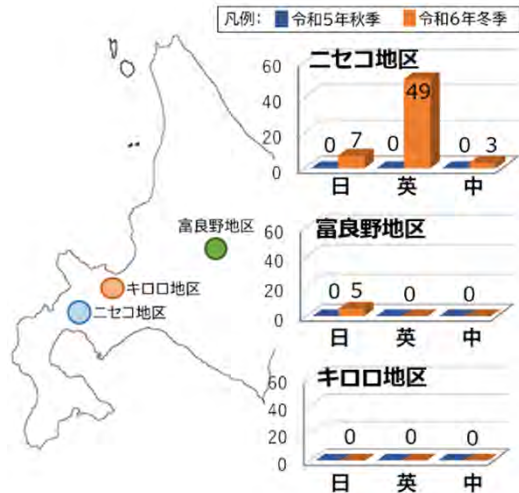 凡例： 令和5年秋季 令和6年冬季
ニセコ地区
60
40
20
0
0 7 0 49 0 3
日 英 中
富良野地区
60
40
20
0
0 5 0 0
日 英 中
キロロ地区
60
40
20
0
0 0 0
日 英 中
富良野地区
キロロ地区
ニセコ地区